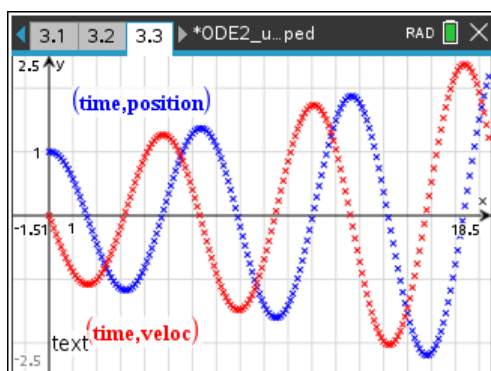 3.1 3.2 3.3 *ODE2_u...ped RAD
2.5 y
(time,position)
1
x
-1.51 1 18.5
(time,veloc)
text
-2.5